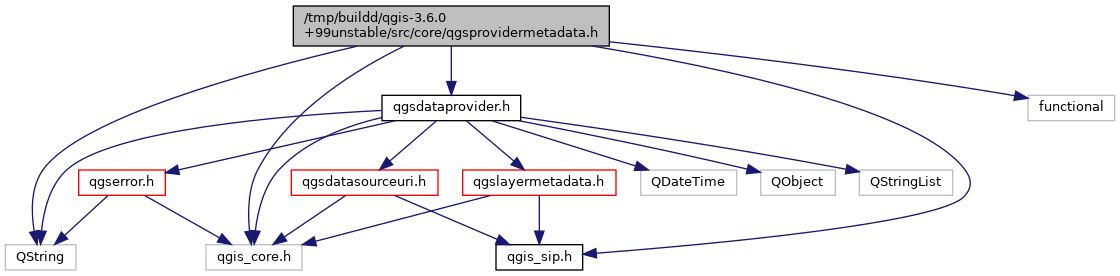 /tmp/buildd/qgis-3.6.0
+99unstable/src/core/qgsprovidermetadata.h
qgsdataprovider.h
functional
qgserror.h
qgsdatasourceuri.h
qgslayermetadata.h
QDateTime
QObject
QStringList
QString
qgis_core.h
qgis_sip.h